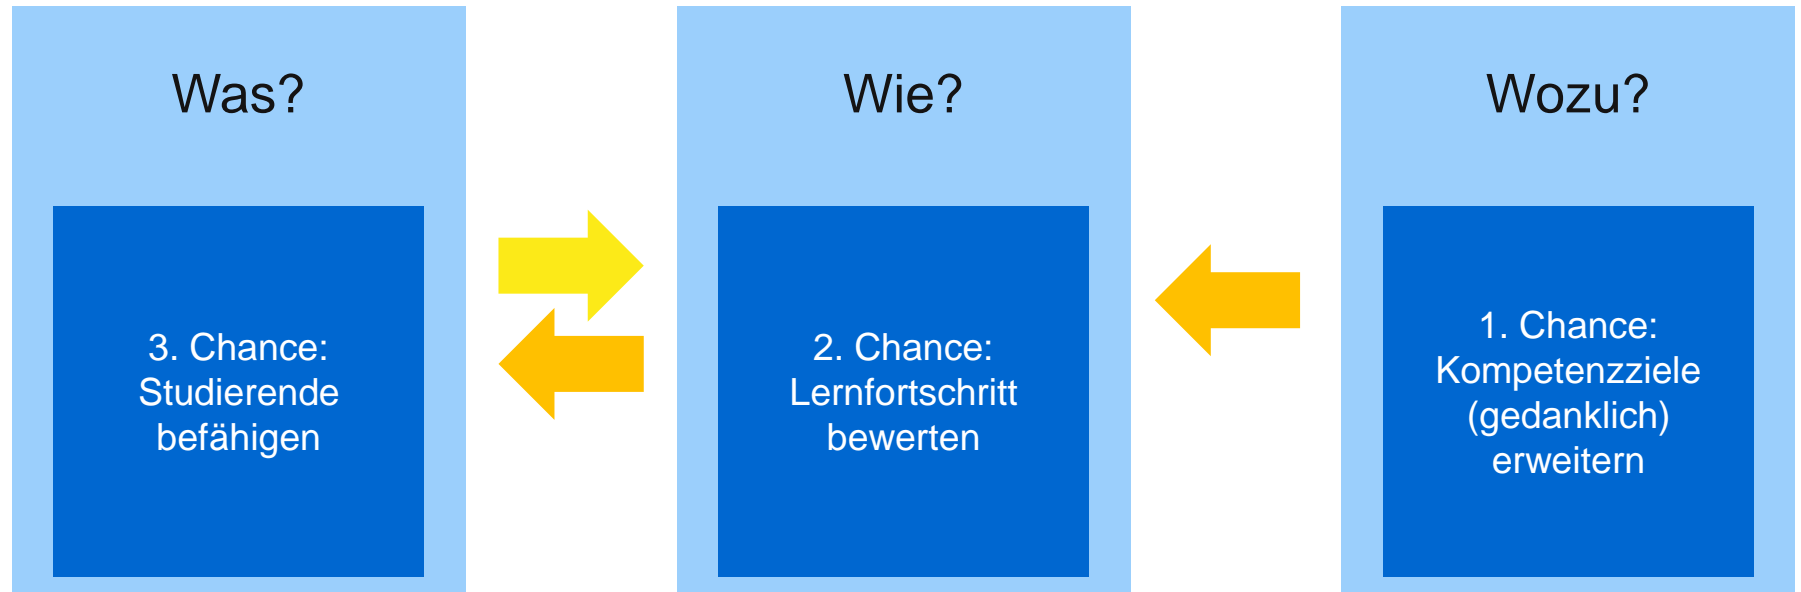 Was?
3. Chance:
Studierende
befähigen
Wie?
2. Chance:
Lernfortschritt
bewerten
Wozu?
1. Chance:
Kompetenzziele
(gedanklich)
erweitern